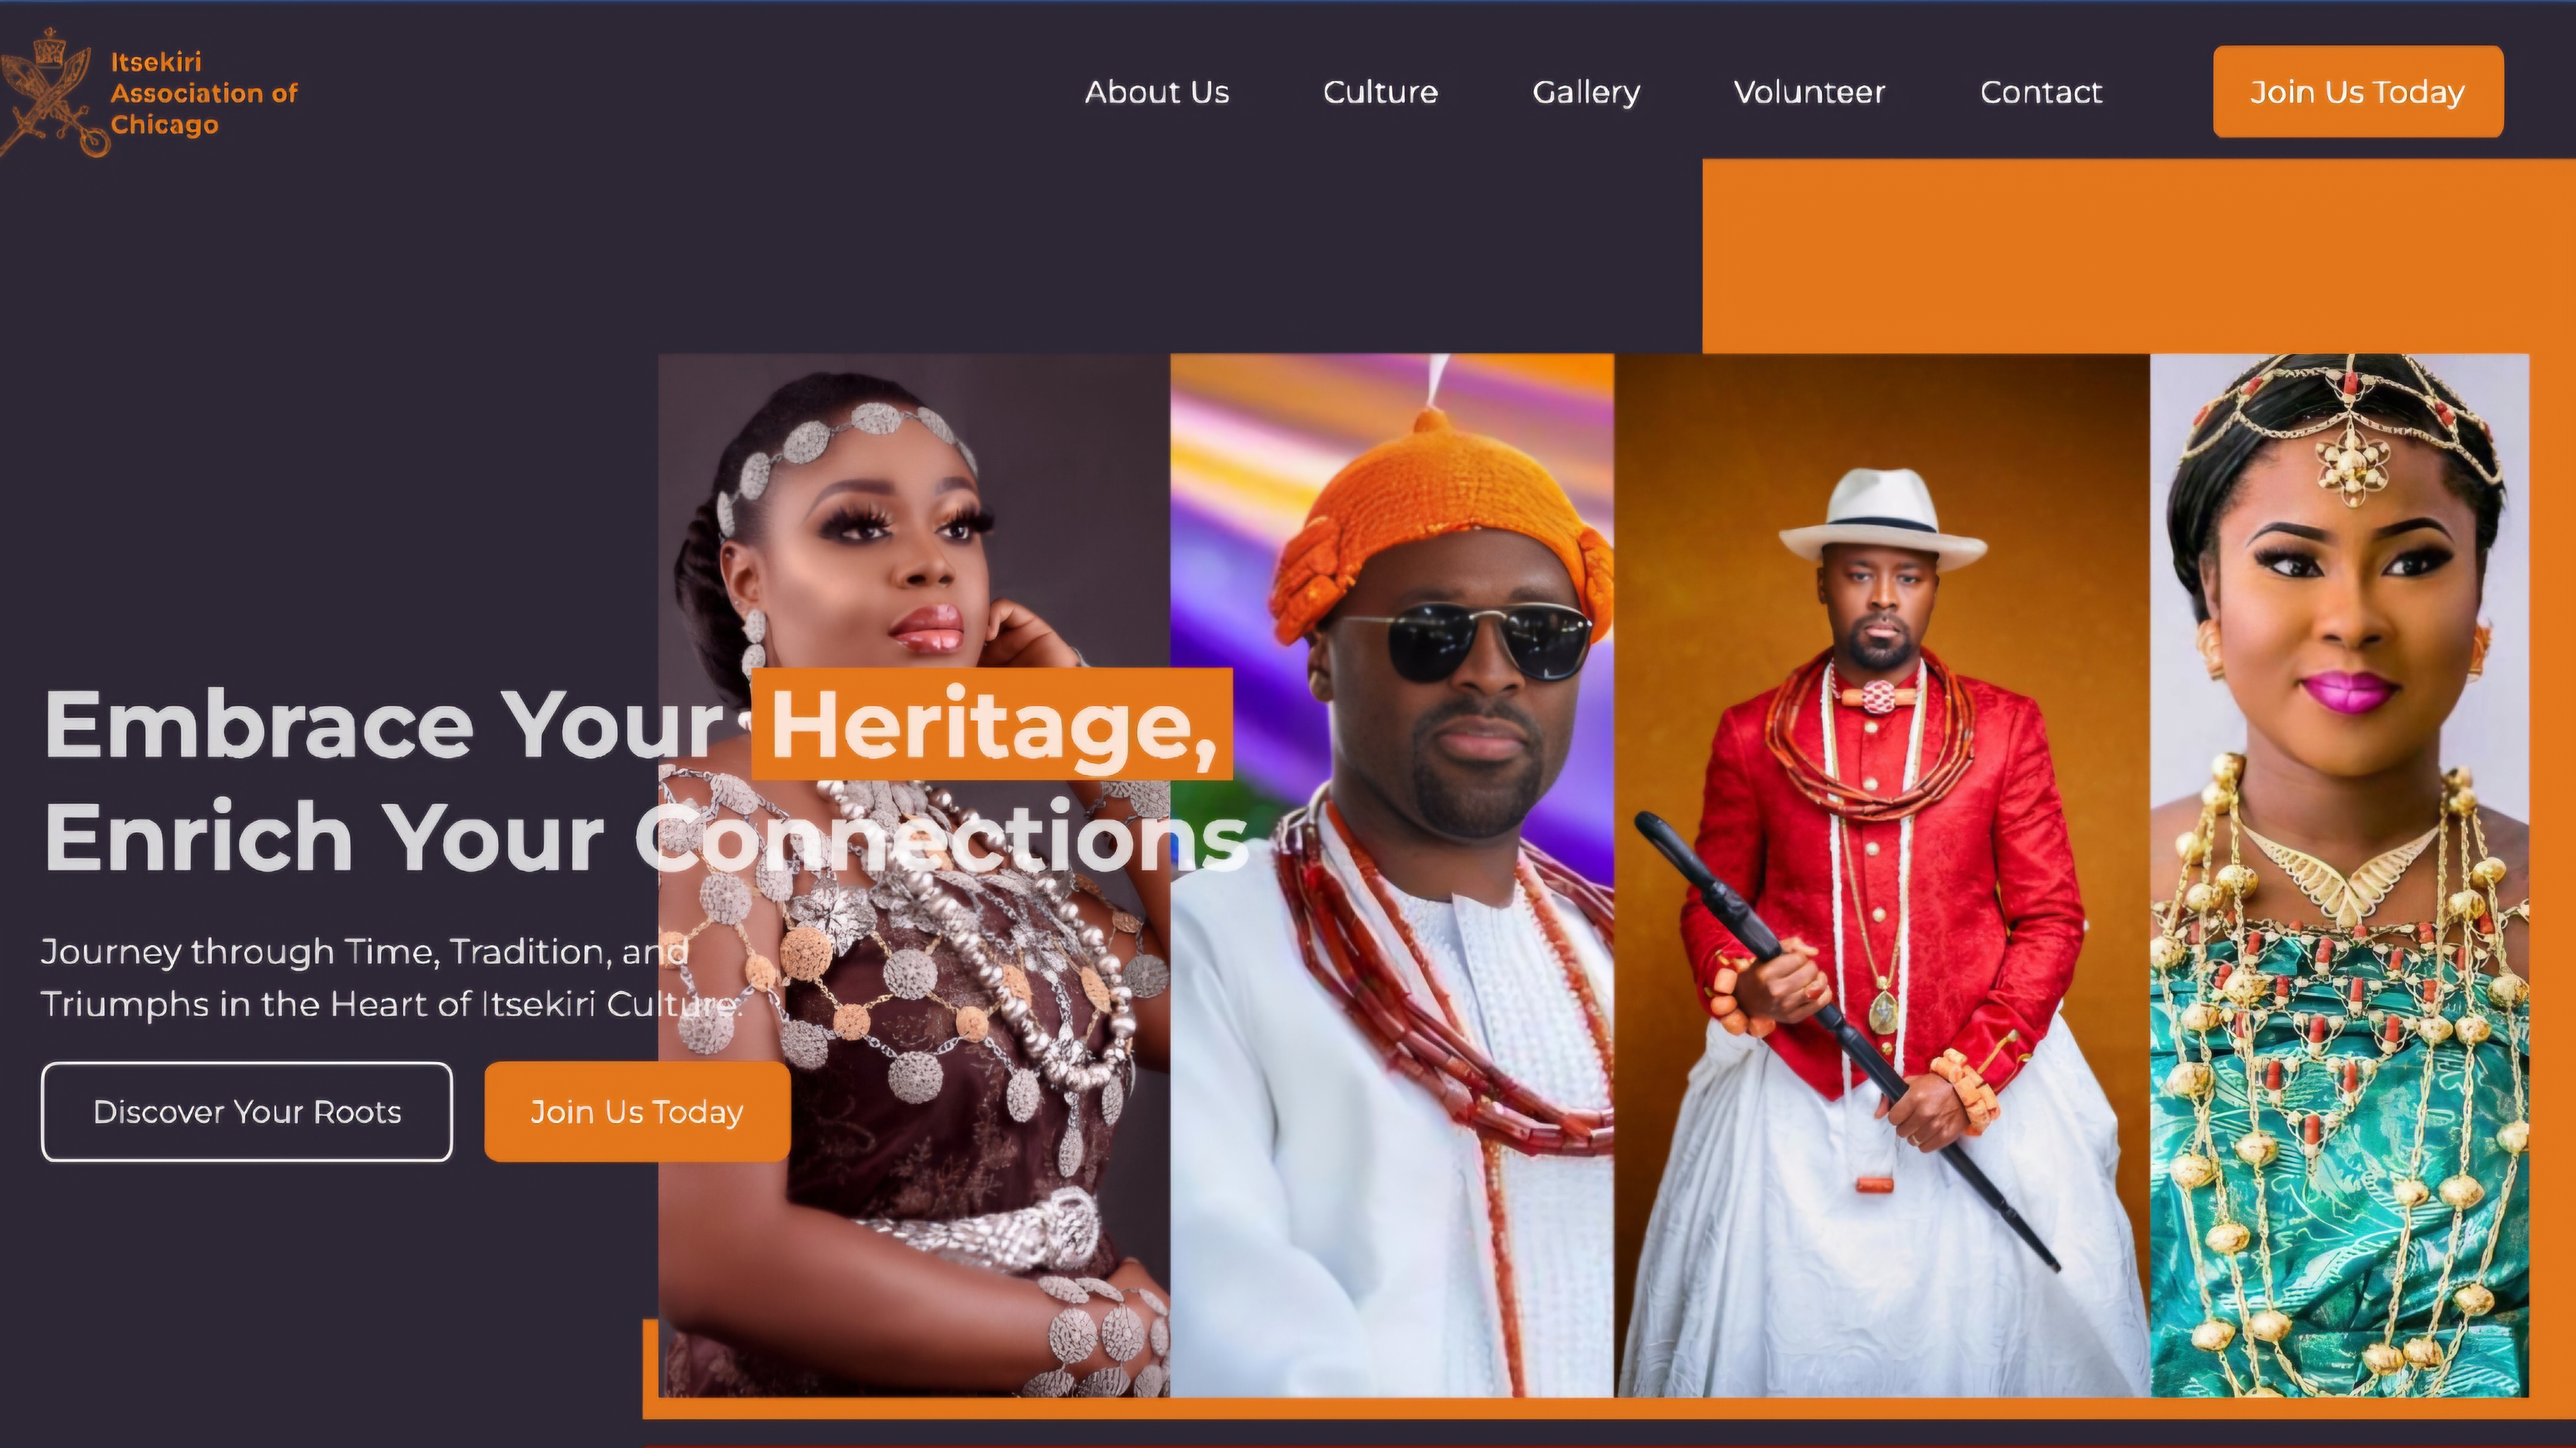 Itsekiri
Association of
Chicago
About Us
Culture
Gallery
Volunteer
Contact
Join Us Today
Embrace Your Heritage,
Enrich Your Connections
Journey through Time, Tradition, and
Triumphs in the Heart of Itsekiri Culture.
Discover Your Roots
Join Us Today